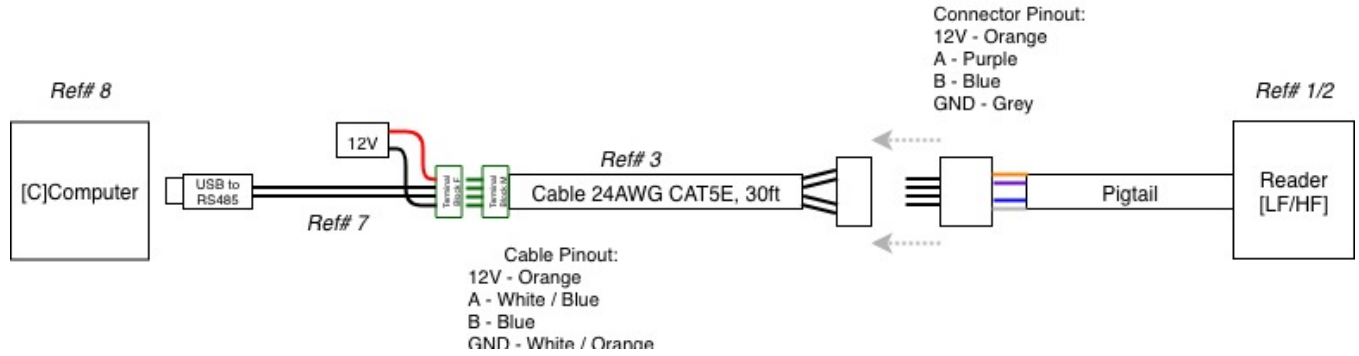 Connector Pinout:
12V - Orange
A - Purple
B - Blue
GND - Grey
Ref# 8
Ref# 1/2
12V
Ref# 3
[C]Computer
USB to
RS485
Terminal
Block F
Terminal
Block M
Cable 24AWG CAT5E, 30ft
Pigtail
Reader
[LF/HF]
Ref# 7
Cable Pinout:
12V - Orange
A - White / Blue
B - Blue
GND - White / Orange